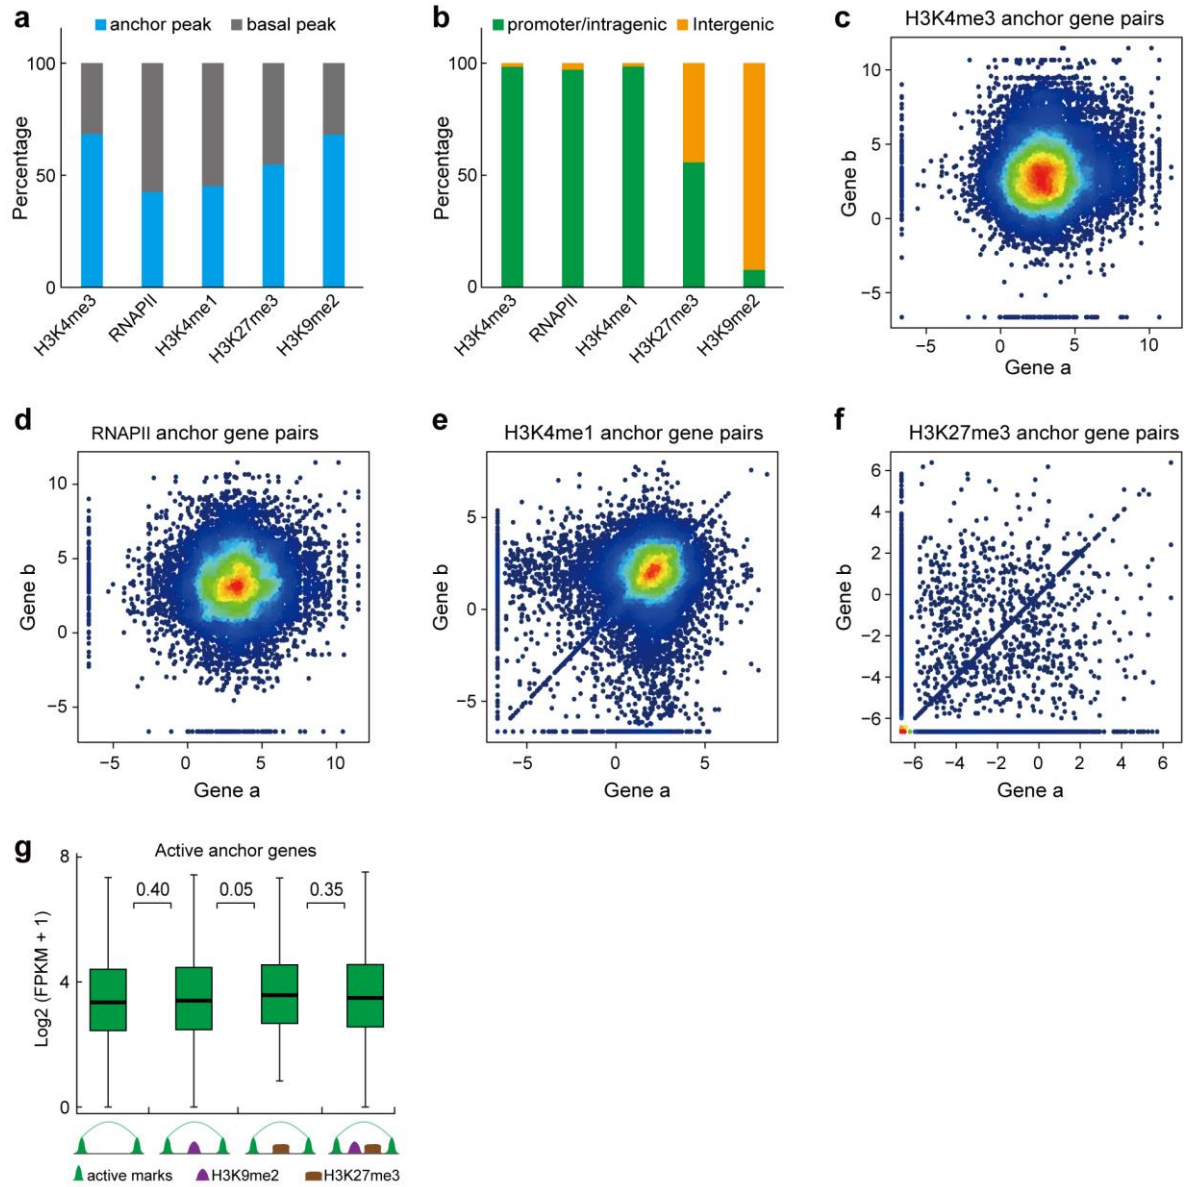 a
anchor peak basal peak
100
50
0
Percentage
H3K4me3 RNAPII H3K4me1 H3K27me3 H3K9me2
b
promoter/intragenic Intergenic
100
50
0
Percentage
H3K4me3 RNAPII H3K4me1 H3K27me3 H3K9me2
c
H3K4me3 anchor gene pairs
10
5
0
−5
Gene b
−5 0 5 10
Gene a
d
RNAPII anchor gene pairs
10
5
0
−5
Gene b
−5 0 5 10
Gene a
e
H3K4me1 anchor gene pairs
5
0
−5
Gene b
−5 0 5
Gene a
f
H3K27me3 anchor gene pairs
6
4
2
0
−2
−4
−6
Gene b
−6 −4 −2 0 2 4 6
Gene a
g
Active anchor genes
8
4
0
Log2 (FPKM + 1)
0.40 0.05 0.35
active marks H3K9me2 H3K27me3